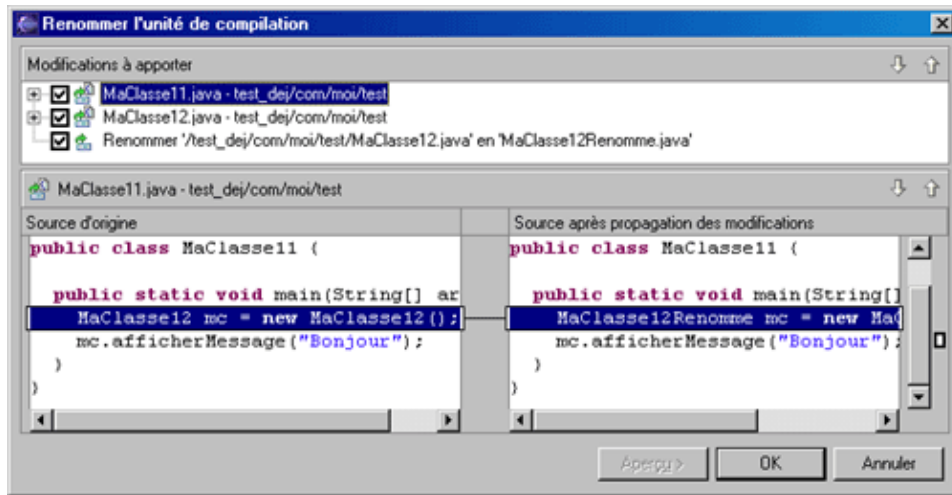 Renommer l'unité de compilation
Modifications à apporter
MaClasse11.java - test_dej/com/moi/test
MaClasse12.java - test_dej/com/moi/test
Renommer '/test_dej/com/moi/test/MaClasse12.java' en 'MaClasse12Renomme.java'
MaClasse11.java - test_dej/com/moi/test
Source d'origine
Source après propagation des modifications
public class MaClasse11 {
public static void main(String[] ar
MaClasse12 mc = new MaClasse12();
mc.afficherMessage("Bonjour");
}
}
public class MaClasse11 {
public static void main(String[]
MaClasse12Renomme mc = new Mac
mc.afficherMessage("Bonjour");
}
}
Aperçu >
OK
Annuler